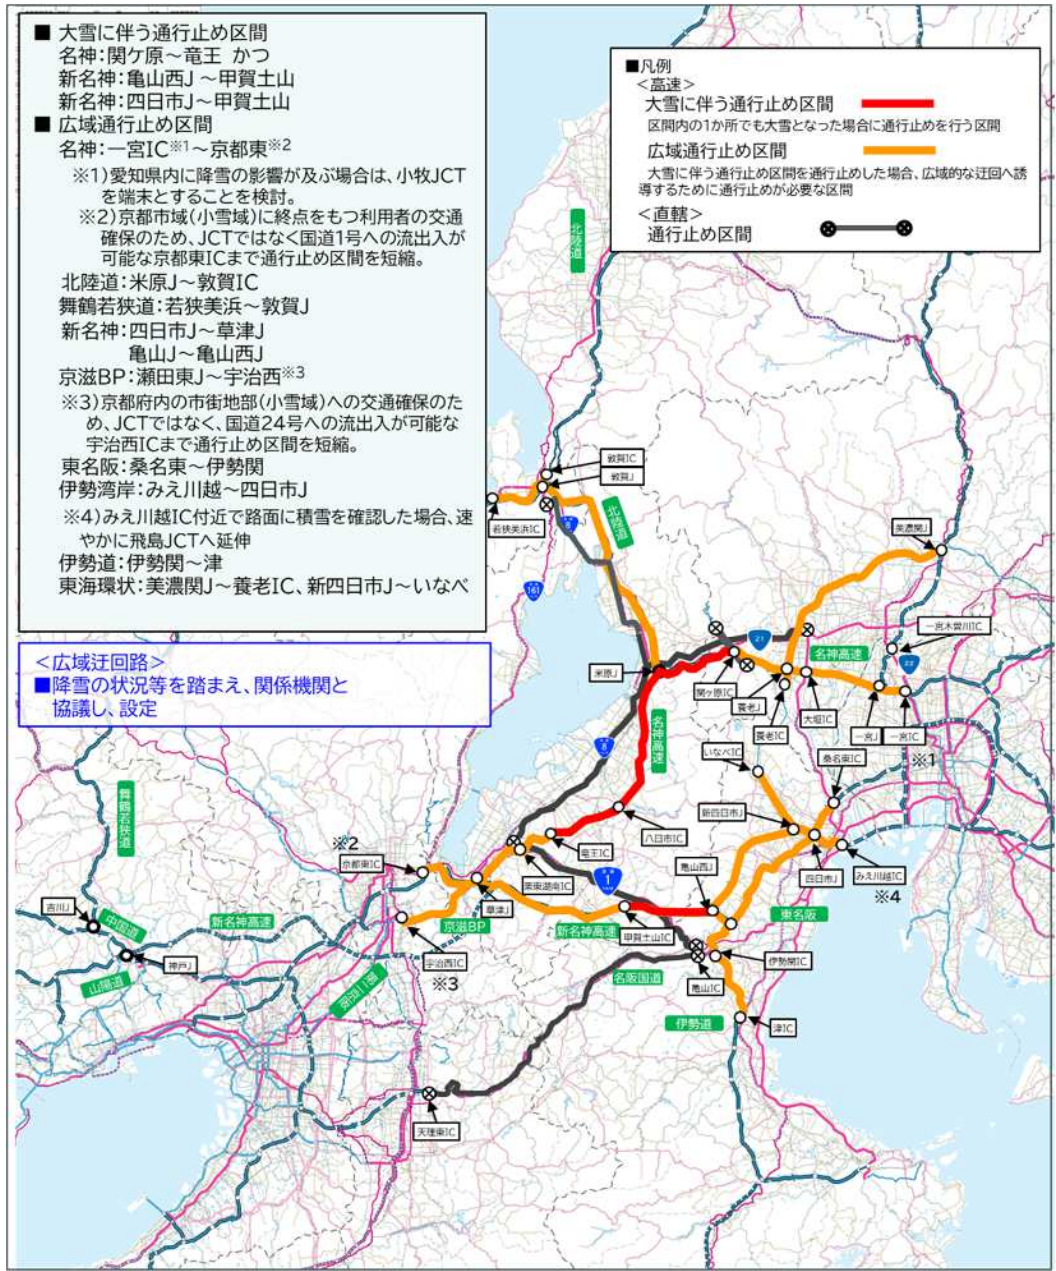 ■ 大雪に伴う通行止め区間
名神:関ケ原～竜王 かつ
新名神:亀山西J～甲賀土山
新名神:四日市J～甲賀土山
■ 広域通行止め区間
名神:一宮IC※1～京都東※2
※1)愛知県内に降雪の影響が及ぶ場合は、小牧JCT
を端末とすることを検討。
※2)京都市域(小雪域)に終点をもつ利用者の交通
確保のため、JCTではなく国道1号への流出入が
可能な京都東ICまで通行止め区間を短縮。
北陸道:米原J～敦賀IC
舞鶴若狭道:若狭美浜～敦賀J
新名神:四日市J～草津J
亀山J～亀山西J
京滋BP:瀬田東J～宇治西※3
※3)京都府内の市街地部(小雪域)への交通確保のた
め、JCTではなく、国道24号への流出入が可能な
宇治西ICまで通行止め区間を短縮。
東名阪:桑名東～伊勢関
伊勢湾岸:みえ川越～四日市J
※4)みえ川越IC付近で路面に積雪を確認した場合、速
やかに飛島JCTへ延伸
伊勢道:伊勢関～津
東海環状:美濃関J～養老IC、新四日市J～いなべ
<広域迂回路>
■降雪の状況等を踏まえ、関係機関と
協議し、設定
■凡例
<高速>
大雪に伴う通行止め区間
区間内の1か所でも大雪となった場合に通行止めを行う区間
広域通行止め区間
大雪に伴う通行止め区間を通行止めした場合、広域的な迂回へ誘
導するために通行止めが必要な区間
<直轄>
通行止め区間
北陸道
敦賀IC
敦賀J
若狭美浜IC
北陸道
8
161
美濃関J
一宮木曽川IC
21
名神高速
22
米原J
関ヶ原IC
養老J
養老IC
大垣IC
一宮J
一宮IC
※1
名神高速
8
いなべIC
桑名東IC
新四日市J
八日市IC
竜王IC
栗東湖南IC
1
亀山西J
四日市J
みえ川越IC
※4
舞鶴若狭道
※2
京都東IC
草津J
京滋BP
新名神高速
甲賀土山IC
東名阪
吉川J
中国道
新名神高速
神戸J
山陽道
第二京阪
宇治西IC
※3
名阪国道
亀山IC
伊勢関IC
伊勢道
津IC
天理東IC